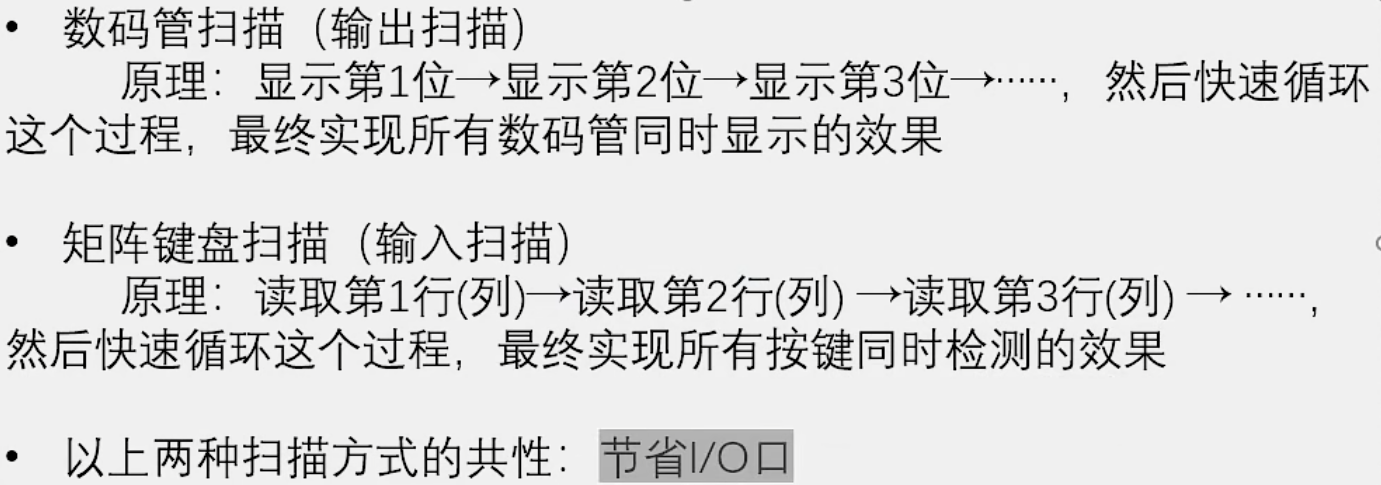 • 数码管扫描（输出扫描）
原理：显示第1位→显示第2位→显示第3位→……，然后快速循环
这个过程，最终实现所有数码管同时显示的效果
• 矩阵键盘扫描（输入扫描）
原理：读取第1行(列)→读取第2行(列) →读取第3行(列) → ……，
然后快速循环这个过程，最终实现所有按键同时检测的效果
• 以上两种扫描方式的共性：节省I/O口